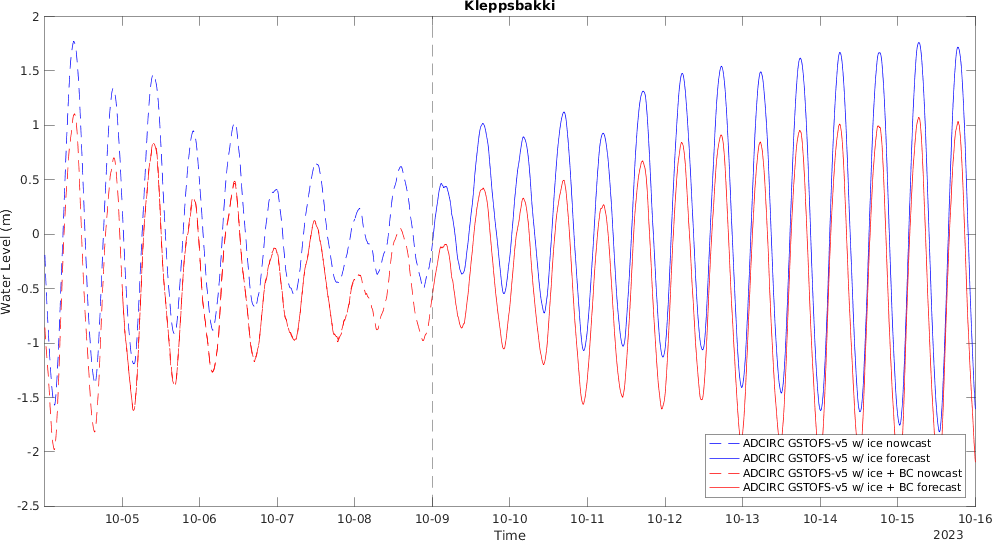 Kleppsbakki
2
1.5
1
0.5
0
-0.5
-1
-1.5
-2
-2.5
Water Level (m)
ADCIRC GSTOFS-v5 w/ ice nowcast
ADCIRC GSTOFS-v5 w/ ice forecast
ADCIRC GSTOFS-v5 w/ ice + BC nowcast
ADCIRC GSTOFS-v5 w/ ice + BC forecast
10-05 10-06 10-07 10-08 10-09 10-10 10-11 10-12 10-13 10-14 10-15 10-16
Time
2023